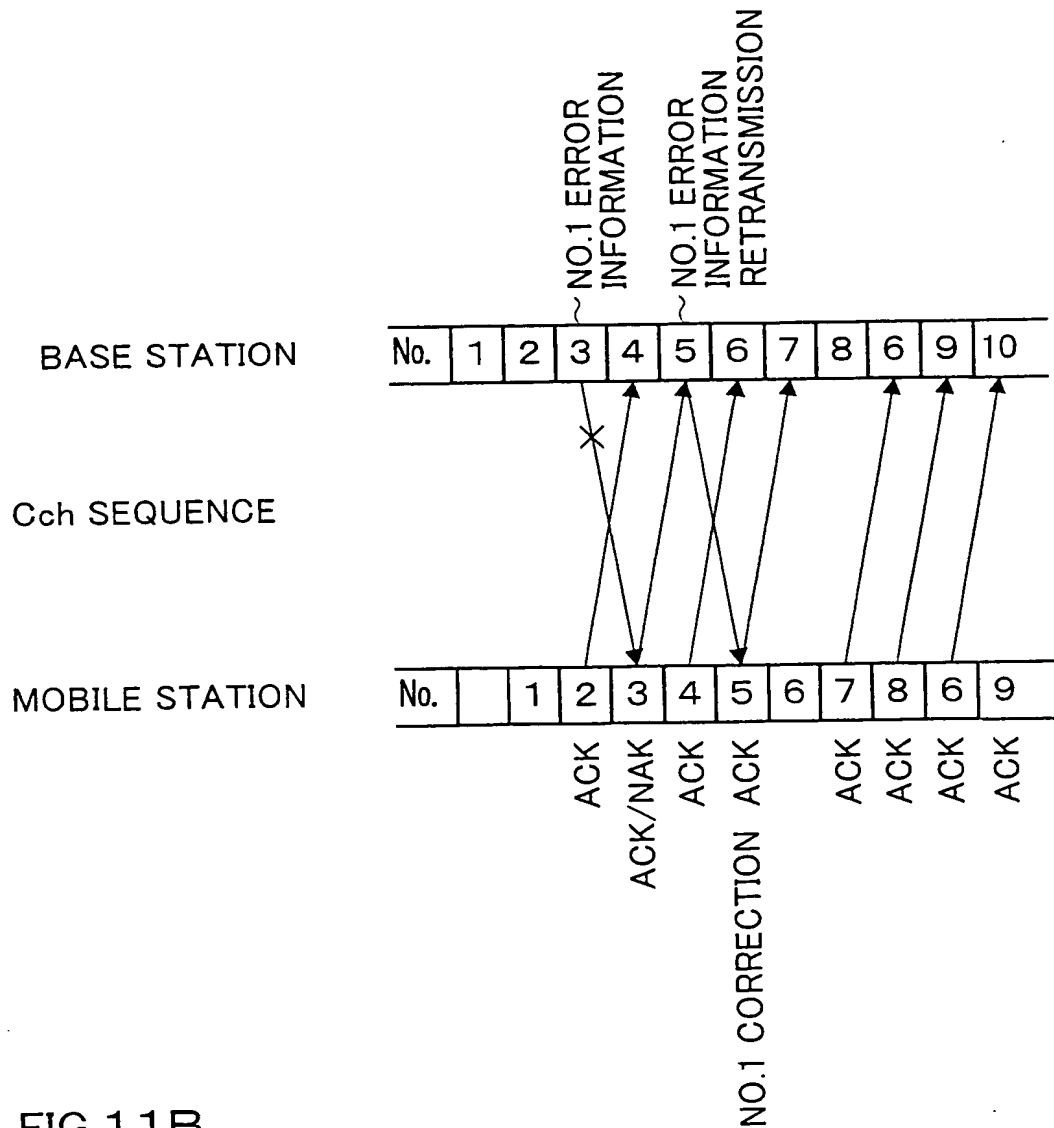 NO.1 ERROR
INFORMATION
NO.1 ERROR
INFORMATION
RETRANSMISSION
BASE STATION
No. 1 2 3 4 5 6 7 8 6 9 10
Cch SEQUENCE
MOBILE STATION
No. 1 2 3 4 5 6 7 8 6 9
ACK
ACK/NAK
ACK
NO.1 CORRECTION ACK
ACK
ACK
ACK
ACK
FIG.11B